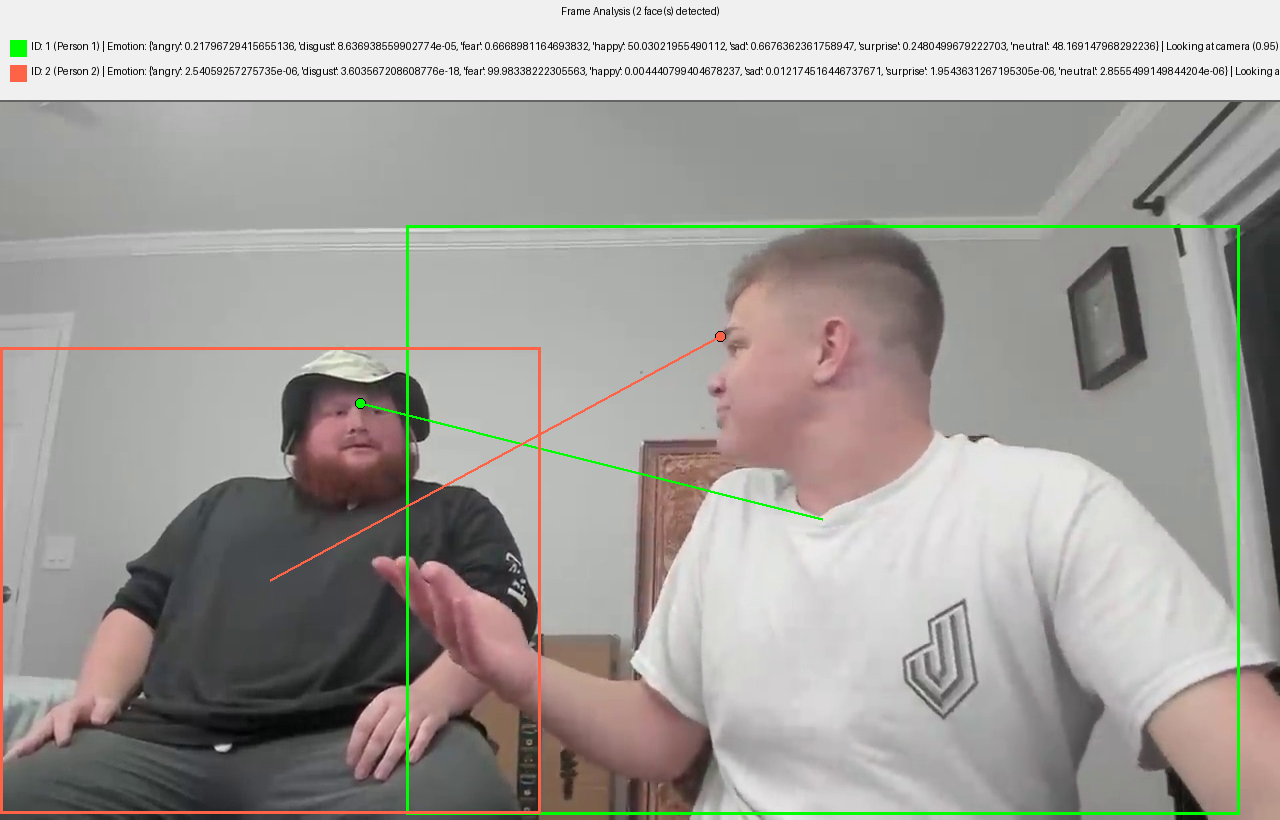 Frame Analysis (2 face(s) detected)
ID: 1 (Person 1) | Emotion: {'angry': 0.21796729415655136, 'disgust': 8.636938559902774e-05, 'fear': 0.6668981164693832, 'happy': 50.03021955490112, 'sad': 0.6676362361758947, 'surprise': 0.2480499679222703, 'neutral': 48.169147968292236} | Looking at camera (0.95)
ID: 2 (Person 2) | Emotion: {'angry': 2.54059257275735e-06, 'disgust': 3.603567208608776e-18, 'fear': 99.98338222305563, 'happy': 0.004440799404678237, 'sad': 0.012174516446737671, 'surprise': 1.9543631267195305e-06, 'neutral': 2.8555499149844204e-06} | Looking a
J